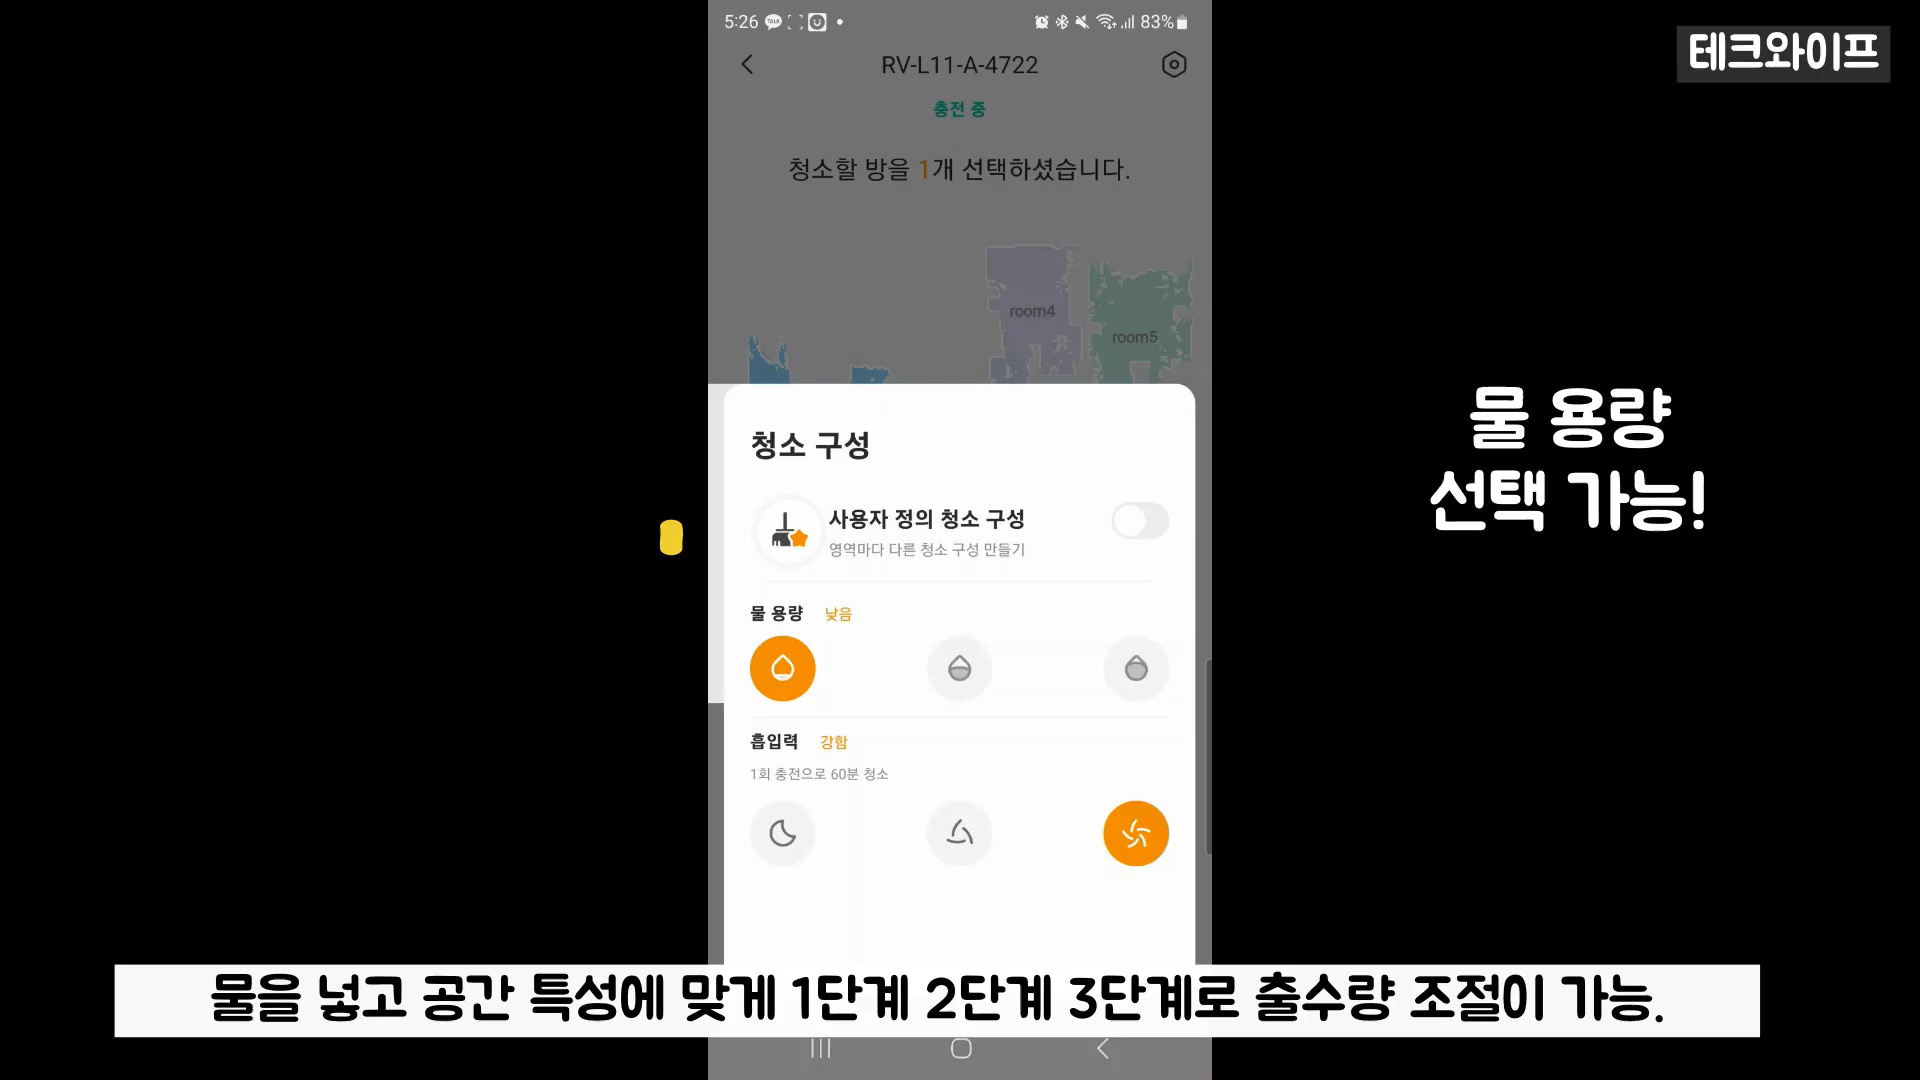 5:26
TALK
83%
테크와이프
RV-L11-A-4722
충전 중
청소할 방을 1개 선택하셨습니다.
room4
room5
물 용량
선택 가능!
청소 구성
사용자 정의 청소 구성
영역마다 다른 청소 구성 만들기
물 용량 낮음
흡입력 강함
1회 충전으로 60분 청소
물을 넣고 공간 특성에 맞게 1단계 2단계 3단계로 출수량 조절이 가능.